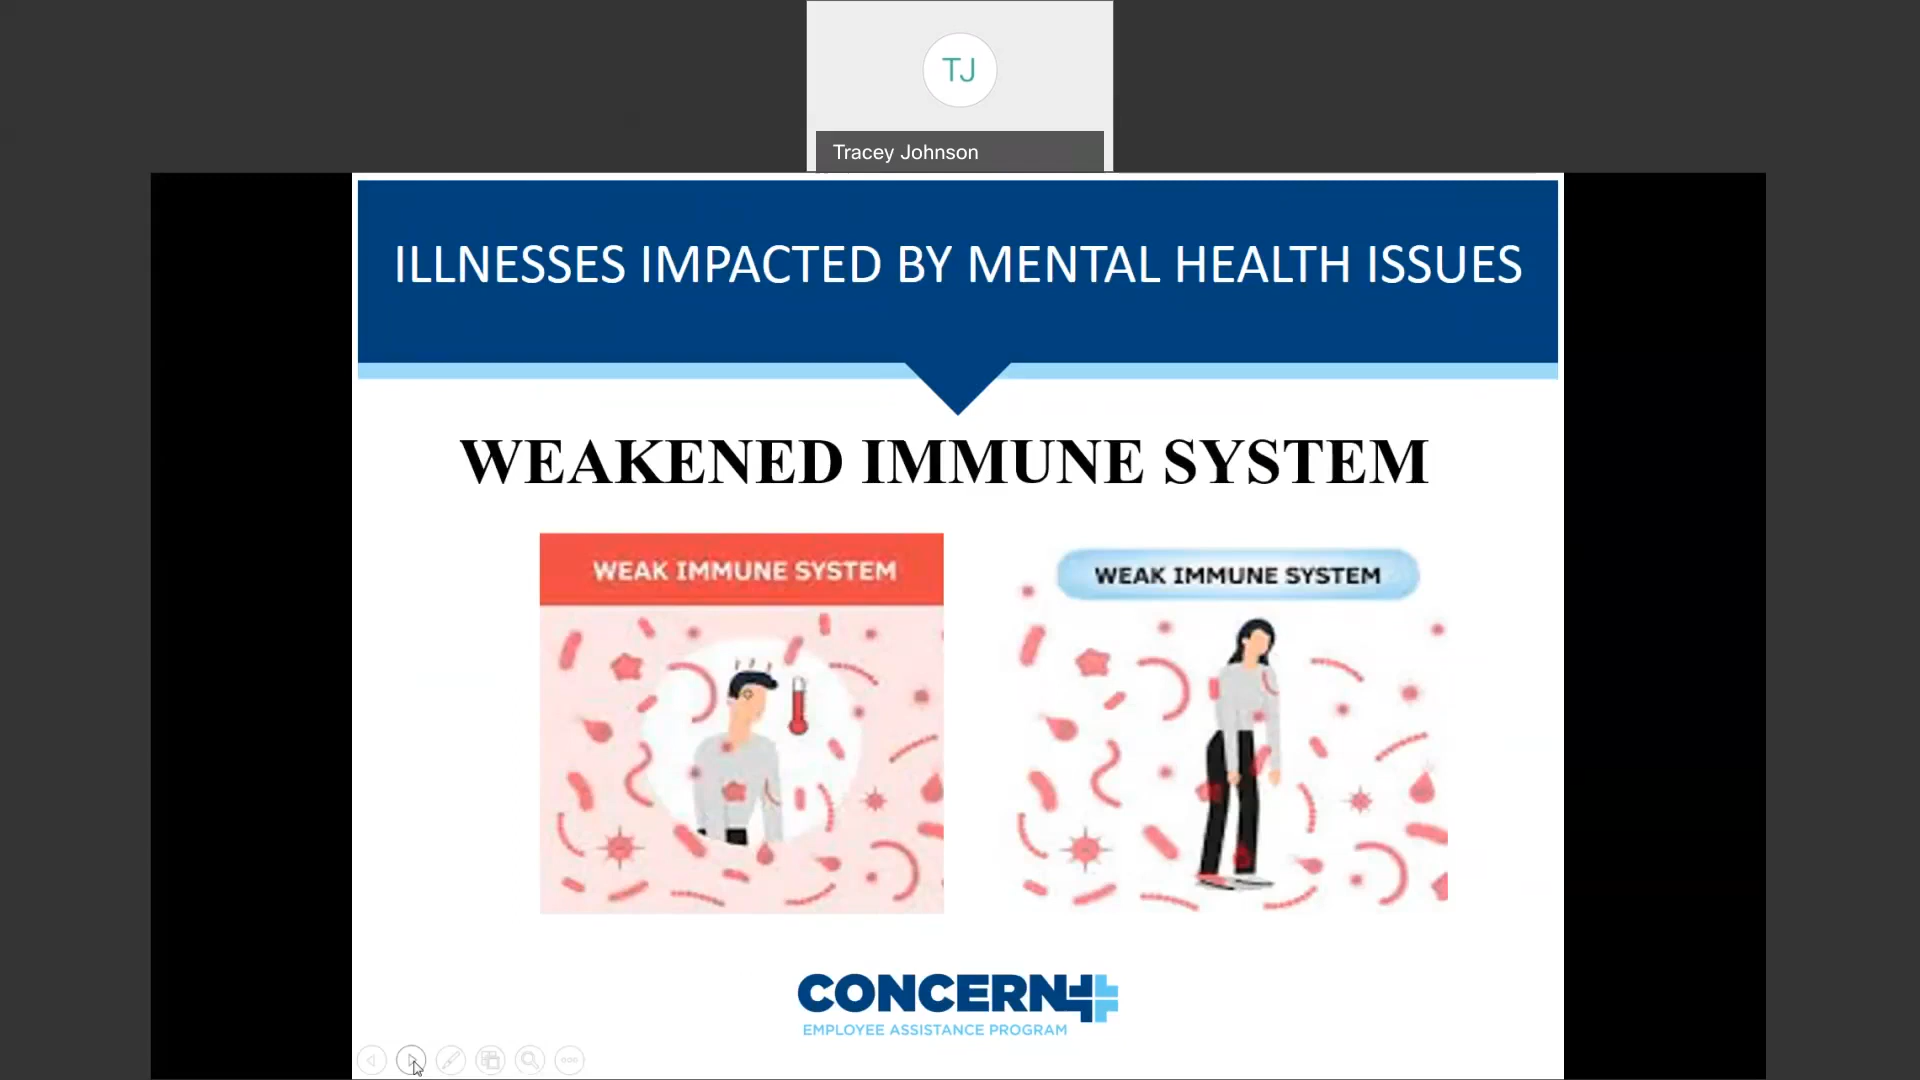 TJ
Tracey Johnson
ILLNESSES IMPACTED BY MENTAL HEALTH ISSUES
WEAKENED IMMUNE SYSTEM
WEAK IMMUNE SYSTEM
WEAK IMMUNE SYSTEM
CONCERN
EMPLOYEE ASSISTANCE PROGRAM